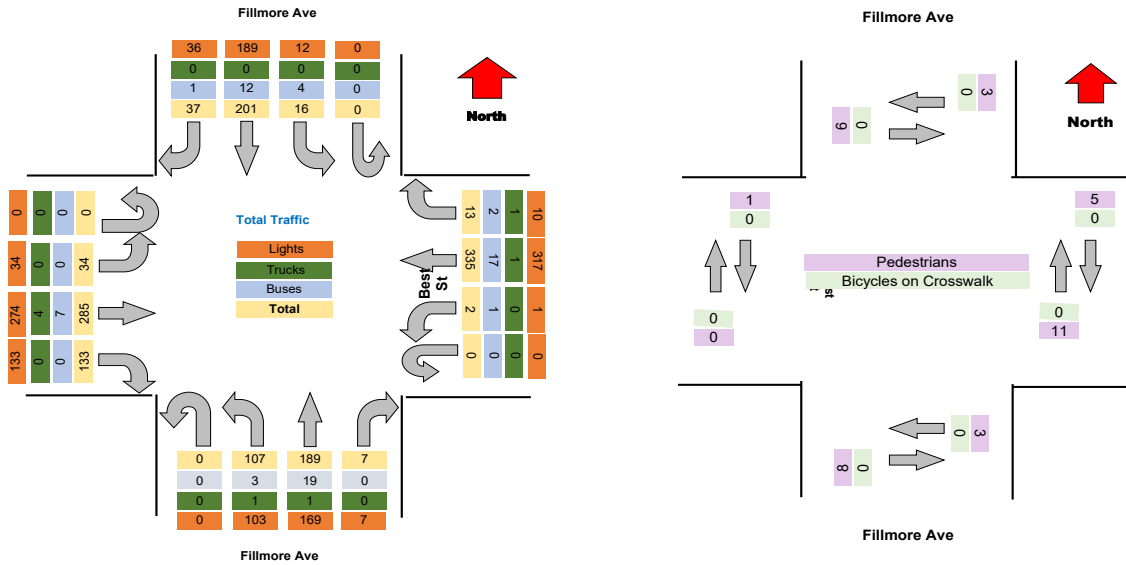 Fillmore Ave
36 189 12 0
0 0 0 0
1 12 4 0
37 201 16 0
North
0 0 0 0
34 0 0 34
274 4 7 285
133 0 0 133
Total Traffic
Lights
Trucks
Buses
Total
Best
St
13 2 1 10
335 17 1 317
2 1 0 1
0 0 0 0
0 107 189 7
0 3 19 0
0 1 1 0
0 103 169 7
Fillmore Ave
Fillmore Ave
0 3
9 0
North
1
0
5
0
Pedestrians
Bicycles on Crosswalk
st
0
0
0
11
0 3
8 0
Fillmore Ave